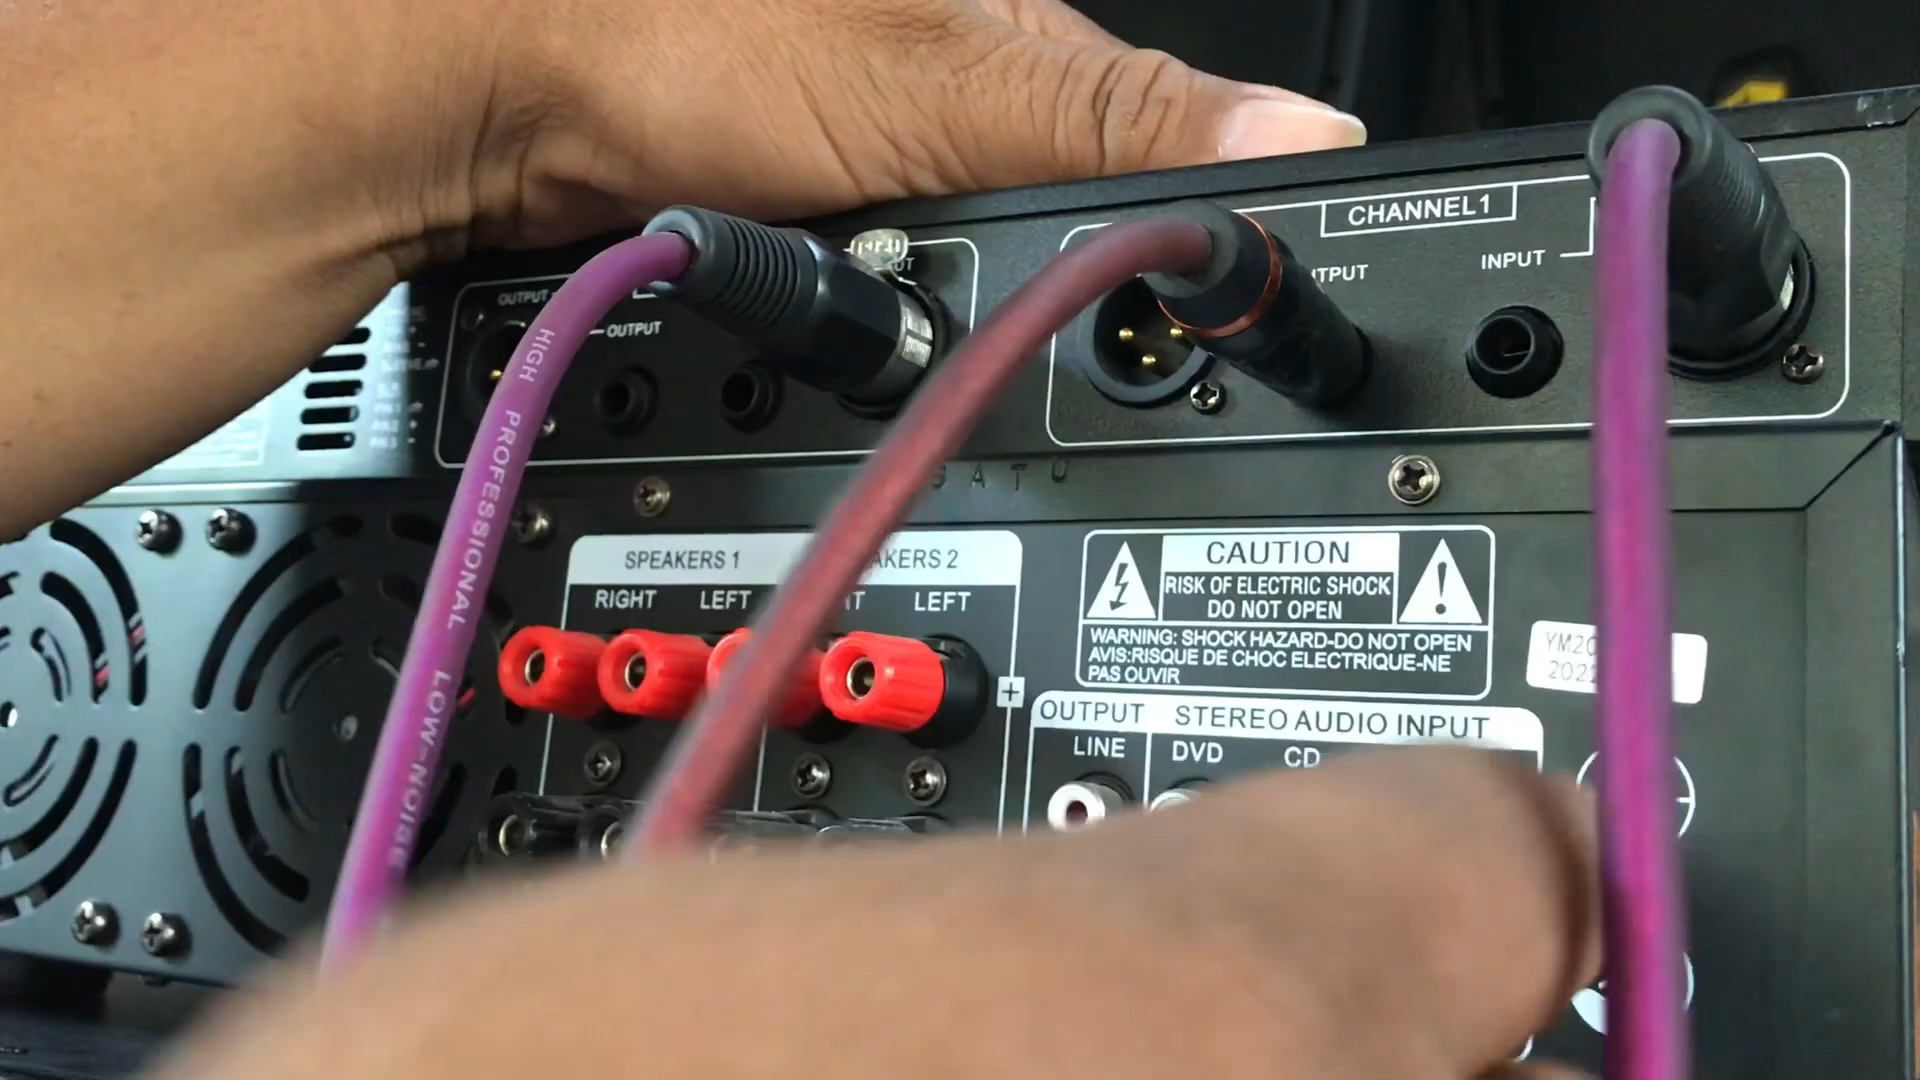 CHANNEL1
INPUT
OUTPUT
OUTPUT
SATU
SPEAKERS 1
RIGHT LEFT
2
LEFT
CAUTION
RISK OF ELECTRIC SHOCK
DO NOT OPEN
WARNING: SHOCK HAZARD-DO NOT OPEN
AVIS:RISQUE DE CHOC ELECTRIQUE-NE
PAS OUVIR
OUTPUT STEREO AUDIO INPUT
LINE DVD CD
HIGH PROFESSIONAL LOW-NOISE